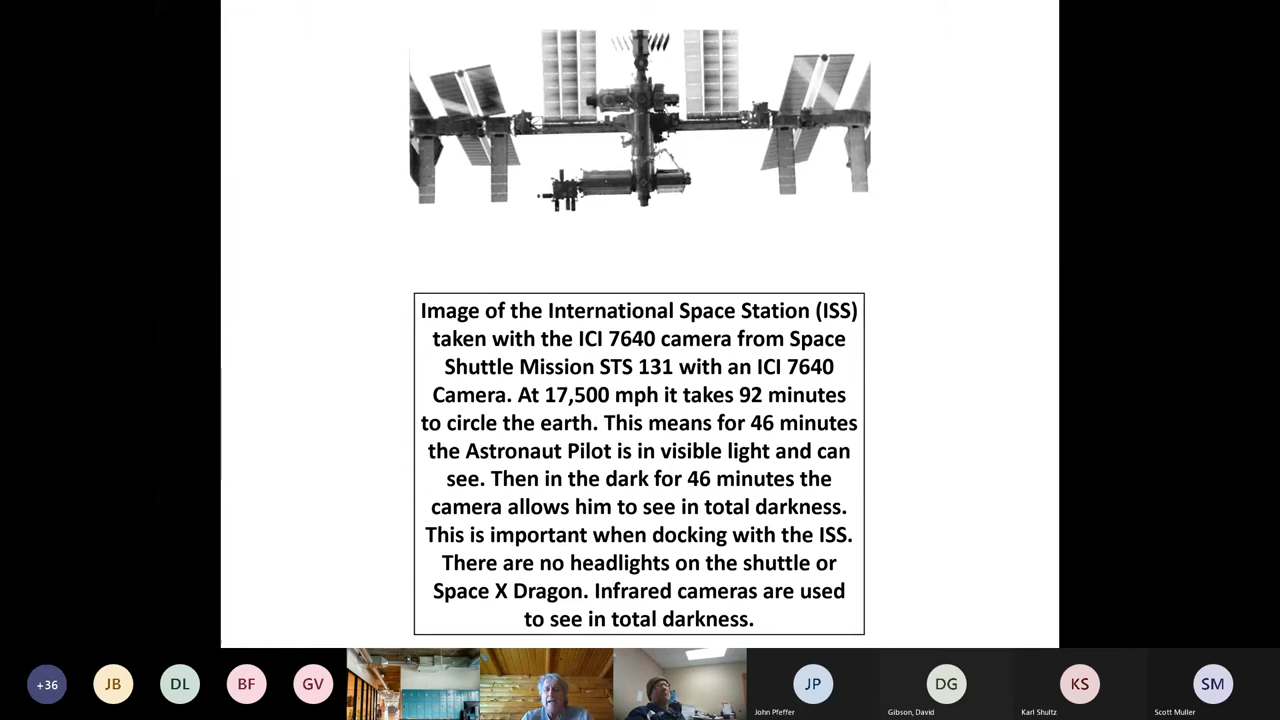 Image of the International Space Station (ISS)
taken with the ICI 7640 camera from Space
Shuttle Mission STS 131 with an ICI 7640
Camera. At 17,500 mph it takes 92 minutes
to circle the earth. This means for 46 minutes
the Astronaut Pilot is in visible light and can
see. Then in the dark for 46 minutes the
camera allows him to see in total darkness.
This is important when docking with the ISS.
There are no headlights on the shuttle or
Space X Dragon. Infrared cameras are used
to see in total darkness.
+36
JB
DL
BF
GV
JP
DG
KS
SM
John Pfeffer
Gibson, David
Karl Shultz
Scott Muller